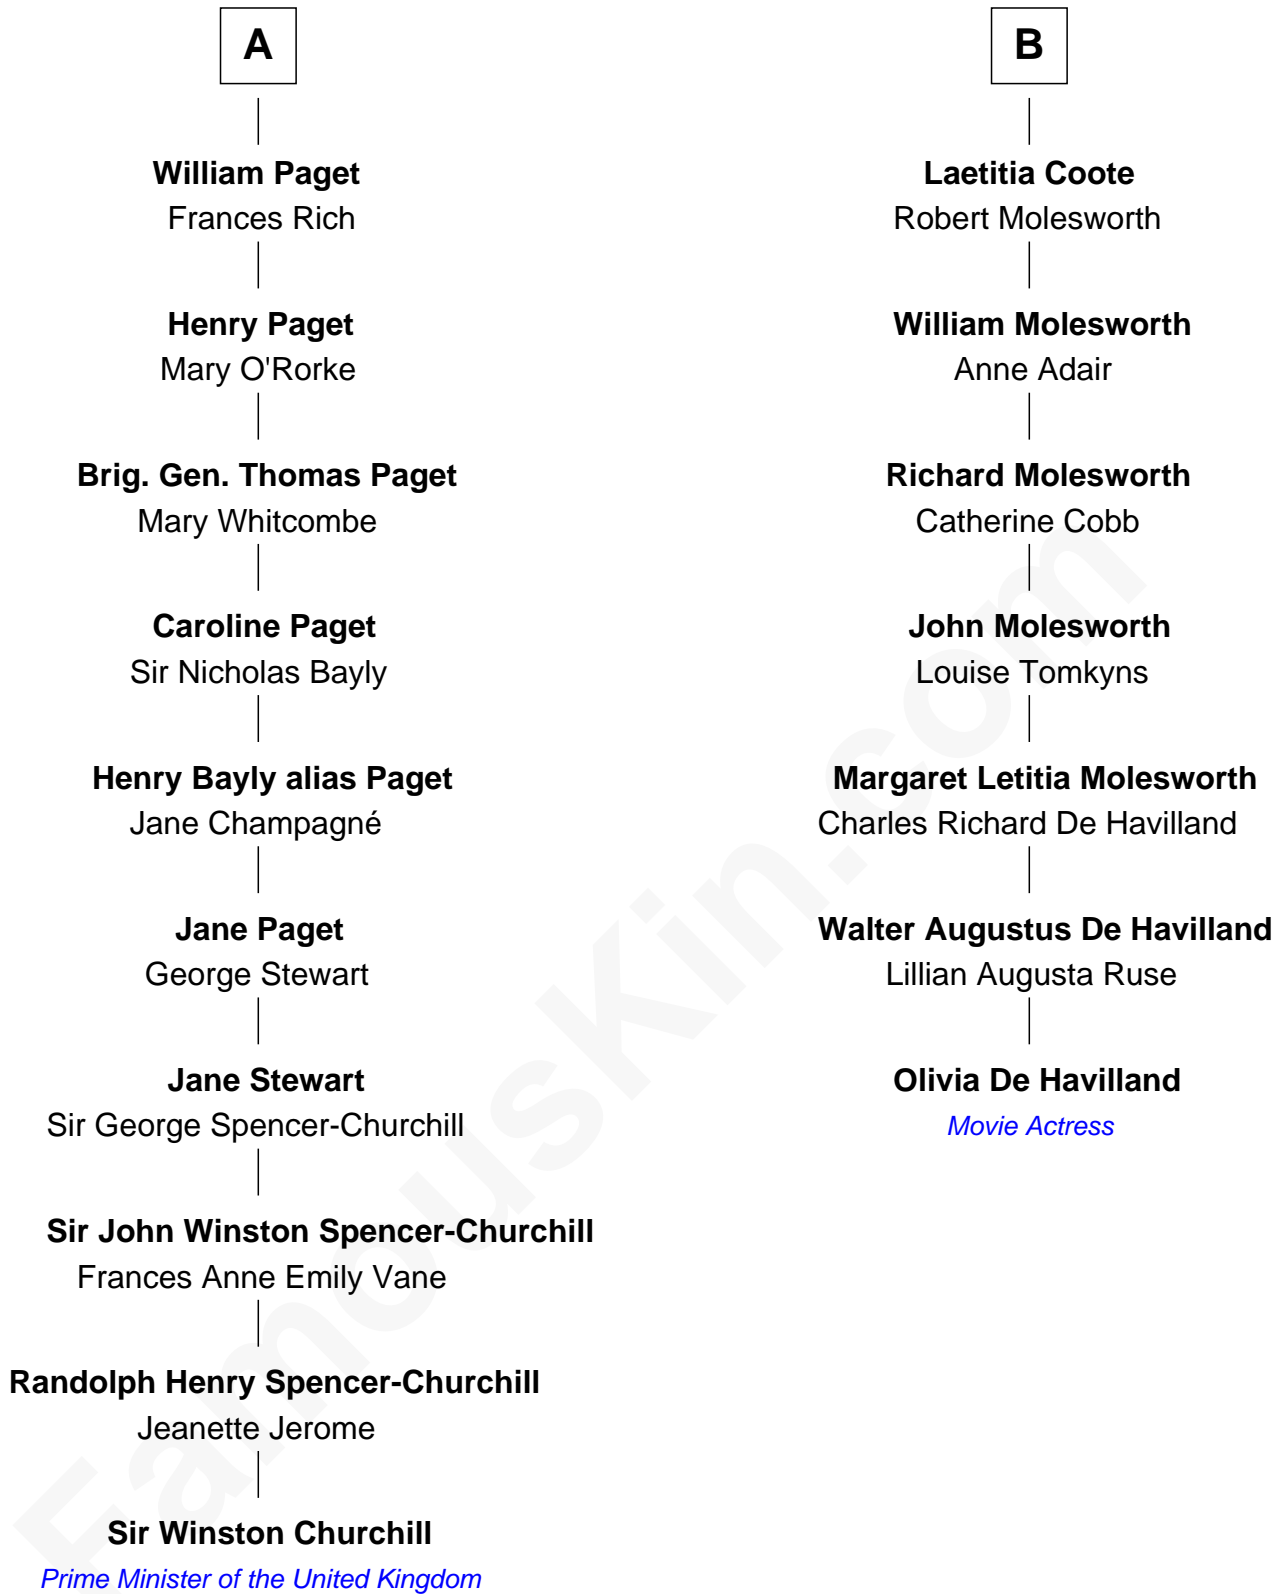 A
William Paget
Frances Rich
Henry Paget
Mary O'Rorke
Brig. Gen. Thomas Paget
Mary Whitcombe
Caroline Paget
Sir Nicholas Bayly
Henry Bayly alias Paget
Jane Champagné
Jane Paget
George Stewart
Jane Stewart
Sir George Spencer-Churchill
Sir John Winston Spencer-Churchill
Frances Anne Emily Vane
Randolph Henry Spencer-Churchill
Jeanette Jerome
Sir Winston Churchill
Prime Minister of the United Kingdom
B
Laetitia Coote
Robert Molesworth
William Molesworth
Anne Adair
Richard Molesworth
Catherine Cobb
John Molesworth
Louise Tomkyns
Margaret Letitia Molesworth
Charles Richard De Havilland
Walter Augustus De Havilland
Lillian Augusta Ruse
Olivia De Havilland
Movie Actress
FamousKin.com